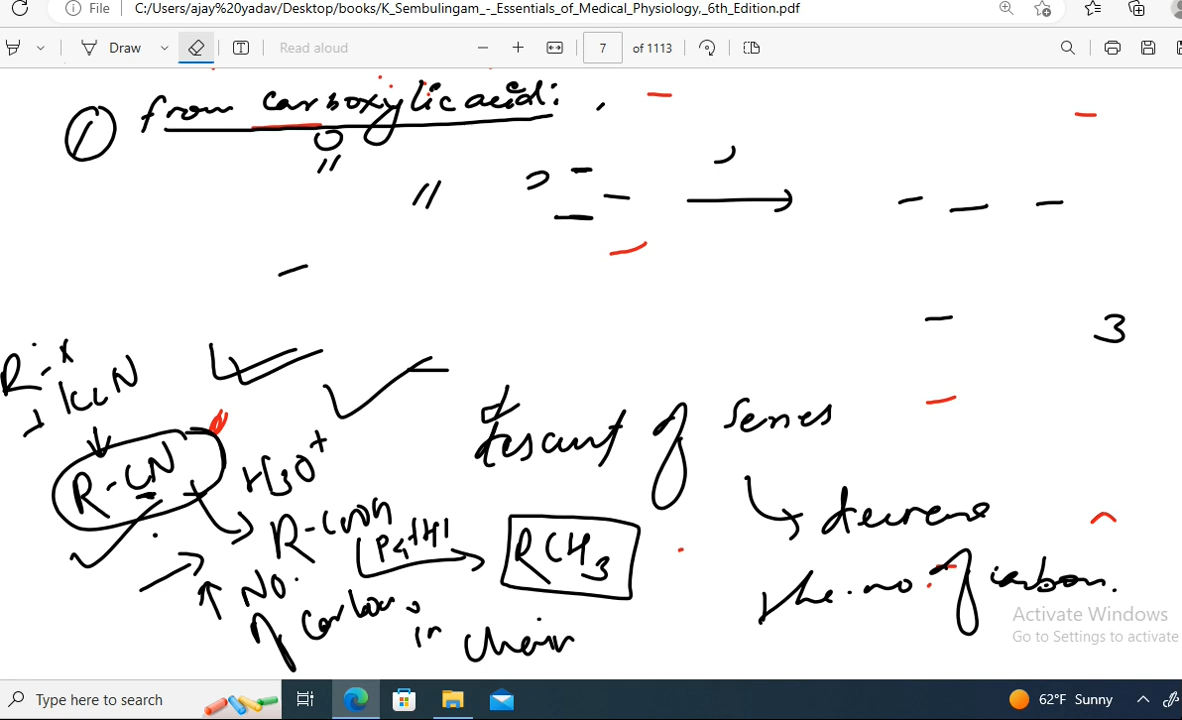 File C:/Users/ajay%20yadav/Desktop/books/K_Sembulingam_-_Essentials_of_Medical_Physiology,_6th_Edition.pdf
Draw Read aloud 7 of 1113
① from carboxylic acid:
O
3
R-X
KCN
R-CN
H3O+
R-COOH
P4+HI
RCH3
↑ No.
of carbons
in chain
of series
decrease
the no of carbon.
Activate Windows
Go to Settings to activate
Type here to search 62°F Sunny